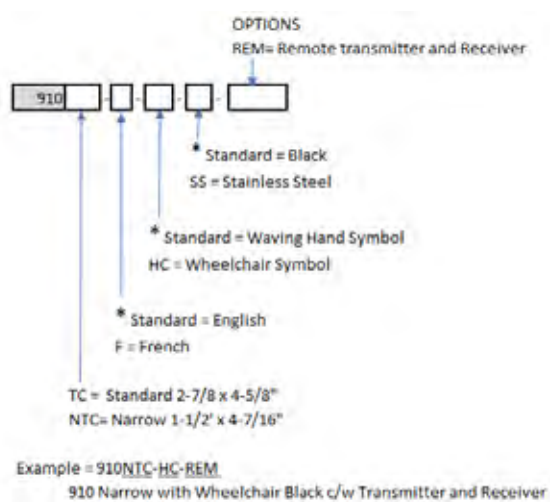 OPTIONS
REM= Remote transmitter and Receiver
910 - - - -
* Standard = Black
SS = Stainless Steel
* Standard = Waving Hand Symbol
HC = Wheelchair Symbol
* Standard = English
F = French
TC = Standard 2-7/8 x 4-5/8"
NTC= Narrow 1-1/2' x 4-7/16"
Example = 910NTC-HC-REM
910 Narrow with Wheelchair Black c/w Transmitter and Receiver